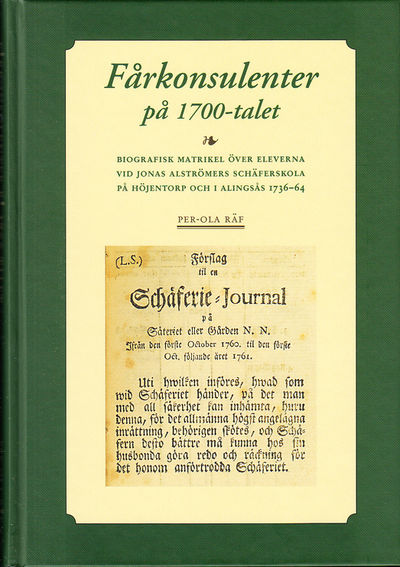 Fårkonsulenter
på 1700-talet
BIOGRAFISK MATRIKEL ÖVER ELEVERNA
VID JONAS ALSTRÖMERS SCHÄFERSKOLA
PÅ HÖJENTORP OCH I ALINGSÅS 1736–64
PER-OLA RÄF
(L.S.) Förslag
til en
Schäferie-Journal
på
Säteriet eller Gården N. N.
Ifrån den förste October 1760. til den förste
Oct. följande året 1761.
Uti hwilken införes, hwad som
wid Schäferiet händer, på det man
med all säkerhet kan inhämta, huru
denna, för det allmänna högst angelägna
inrättning, behörigen skötes, och Schä-
fern desto bättre må kunna hos sin
husbonda göra redo och räckning för
det honom anförtrodda Schäferiet.